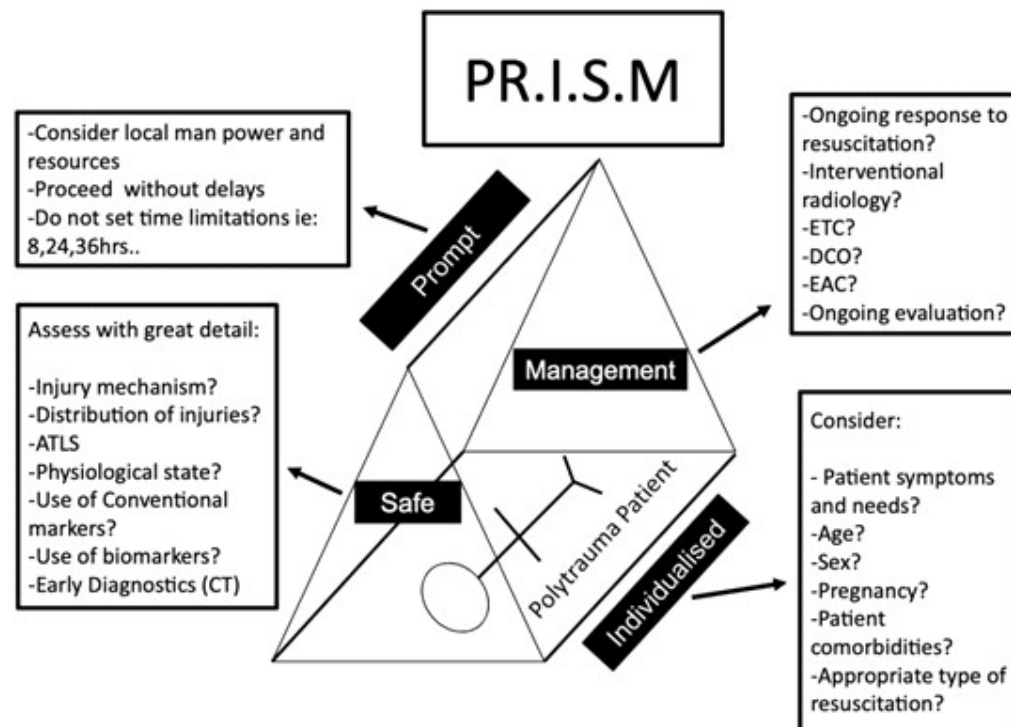 PR.I.S.M
-Consider local man power and
resources
-Proceed without delays
-Do not set time limitations ie:
8,24,36hrs..
Prompt
-Ongoing response to
resuscitation?
-Interventional
radiology?
-ETC?
-DCO?
-EAC?
-Ongoing evaluation?
Management
Assess with great detail:
-Injury mechanism?
-Distribution of injuries?
-ATLS
-Physiological state?
-Use of Conventional
markers?
-Use of biomarkers?
-Early Diagnostics (CT)
Safe
Polytrauma Patient
Individualised
Consider:
- Patient symptoms
and needs?
-Age?
-Sex?
-Pregnancy?
-Patient
comorbidities?
-Appropriate type of
resuscitation?